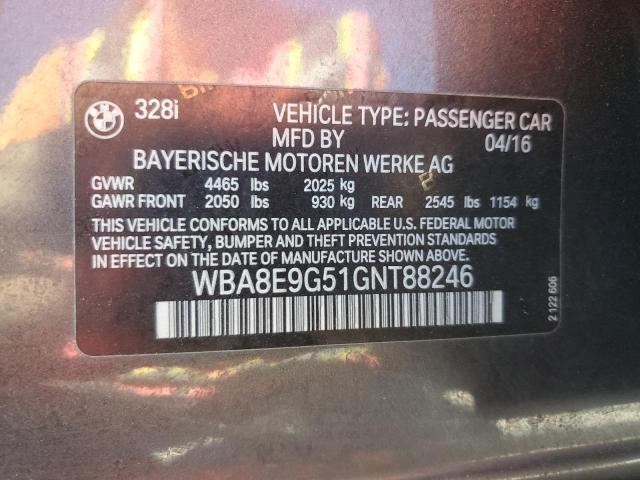 BMW 328i VEHICLE TYPE: PASSENGER CAR
MFD BY 04/16
BAYERISCHE MOTOREN WERKE AG
GVWR 4465 lbs 2025 kg
GAWR FRONT 2050 lbs 930 kg REAR 2545 lbs 1154 kg
THIS VEHICLE CONFORMS TO ALL APPLICABLE U.S. FEDERAL MOTOR
VEHICLE SAFETY, BUMPER AND THEFT PREVENTION STANDARDS
IN EFFECT ON THE DATE OF MANUFACTURE SHOWN ABOVE.
WBA8E9G51GNT88246
2 122 606